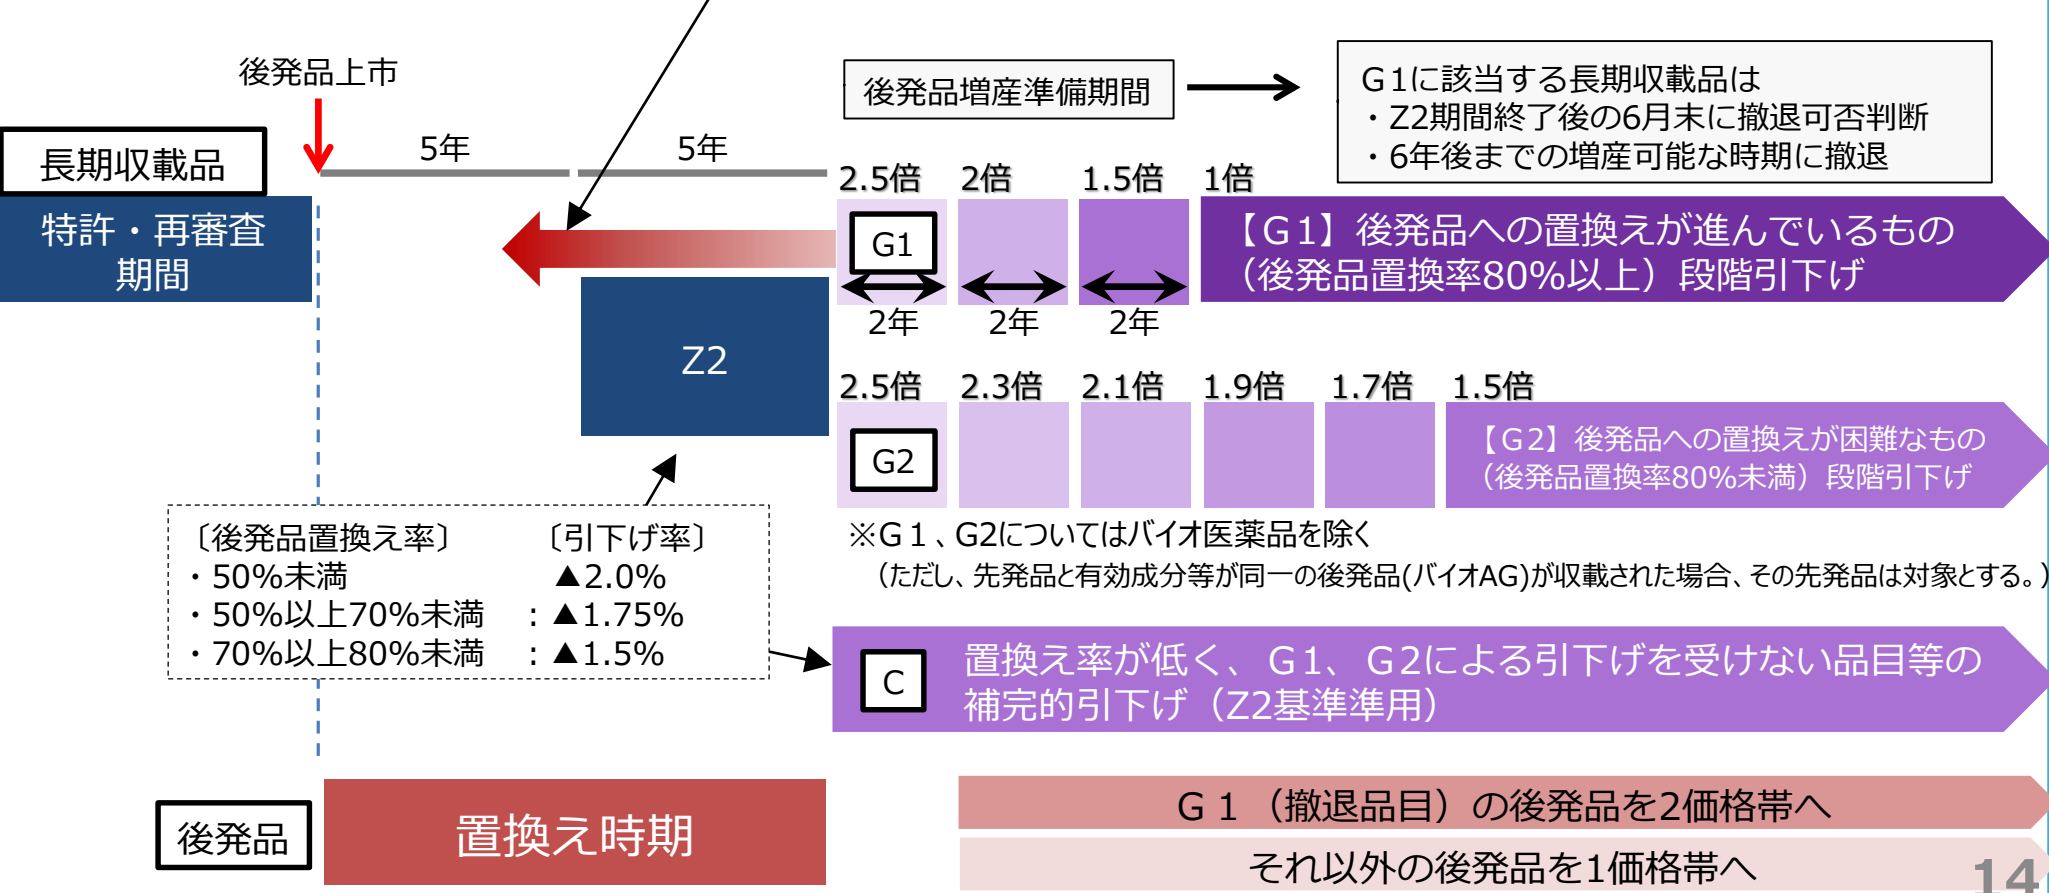 後発品上市
長期収載品
5年
5年
特許・再審査
期間
後発品増産準備期間
G1に該当する長期収載品は
・Z2期間終了後の6月末に撤退可否判断
・6年後までの増産可能な時期に撤退
2.5倍
2倍
1.5倍
1倍
G1
2年
2年
2年
【G1】後発品への置換えが進んでいるもの
（後発品置換率80%以上）段階引下げ
Z2
2.5倍
2.3倍
2.1倍
1.9倍
1.7倍
1.5倍
G2
【G2】後発品への置換えが困難なもの
（後発品置換率80%未満）段階引下げ
※G１、G2についてはバイオ医薬品を除く
（ただし、先発品と有効成分等が同一の後発品(バイオAG)が収載された場合、その先発品は対象とする。）
〔後発品置換え率〕　〔引下げ率〕
・50%未満　▲2.0%
・50%以上70%未満　：▲1.75%
・70%以上80%未満　：▲1.5%
C
置換え率が低く、G1、G2による引下げを受けない品目等の
補完的引下げ（Z2基準準用）
後発品
置換え時期
G１（撤退品目）の後発品を2価格帯へ
それ以外の後発品を1価格帯へ
14